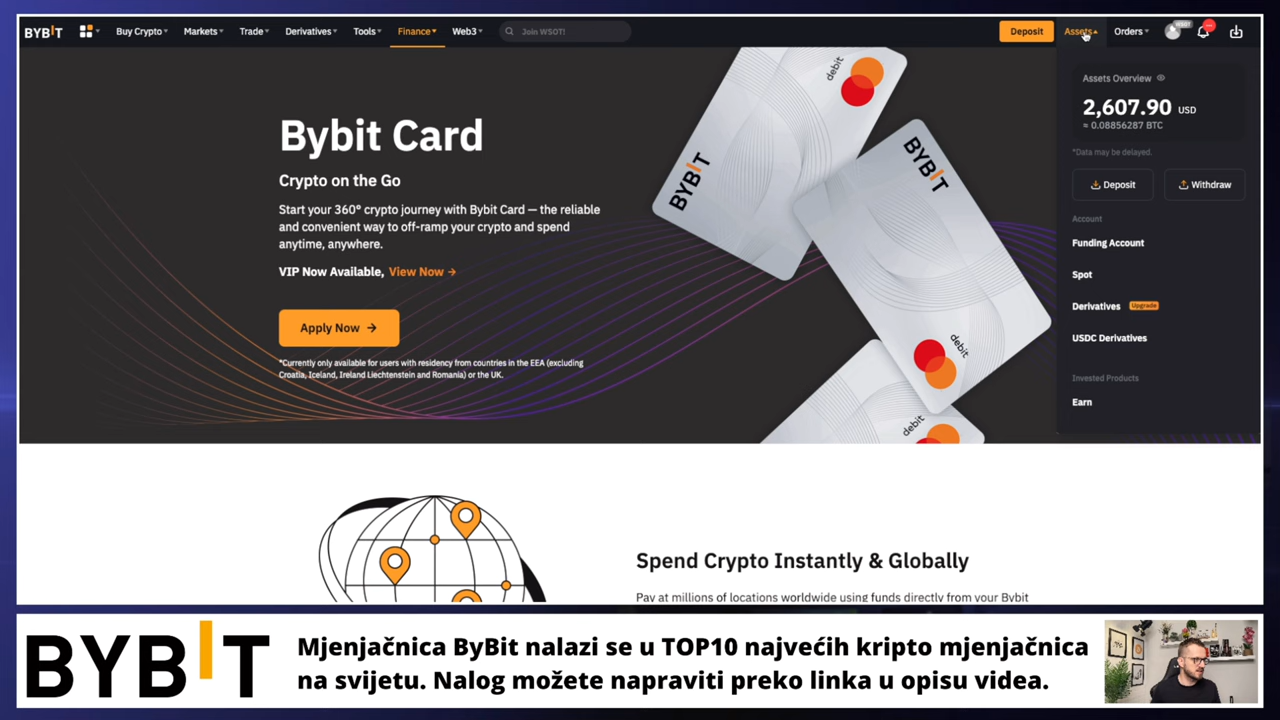 BYBIT
Buy Crypto
Markets
Trade
Derivatives
Tools
Finance
Web3
Join WSOT!
Deposit
Assets
Orders
WSOT
debit
BYBIT
BYBIT
debit
debit
Bybit Card
Crypto on the Go
Start your 360° crypto journey with Bybit Card — the reliable
and convenient way to off-ramp your crypto and spend
anytime, anywhere.
VIP Now Available, View Now →
Apply Now →
*Currently only available for users with residency from countries in the EEA (excluding
Croatia, Iceland, Ireland Liechtenstein and Romania) or the UK.
Assets Overview
2,607.90 USD
≈ 0.08856287 BTC
*Data may be delayed.
Deposit
Withdraw
Account
Funding Account
Spot
Derivatives Upgrade
USDC Derivatives
Invested Products
Earn
Spend Crypto Instantly & Globally
Pay at millions of locations worldwide using funds directly from your Bybit
BYBIT
Mjenjačnica ByBit nalazi se u TOP10 najvećih kripto mjenjačnica
na svijetu. Nalog možete napraviti preko linka u opisu videa.